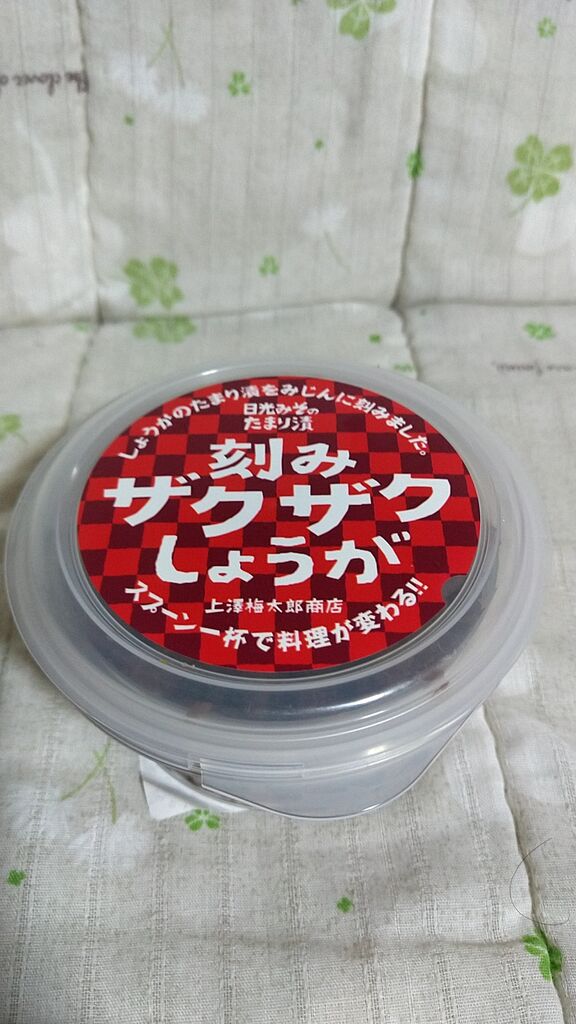 しょうがのたまり漬をみじんに刻みました。
日光みその
たまり漬
刻み
ザクザク
しょうが
上澤梅太郎商店
スプーン一杯で料理が変わる!!